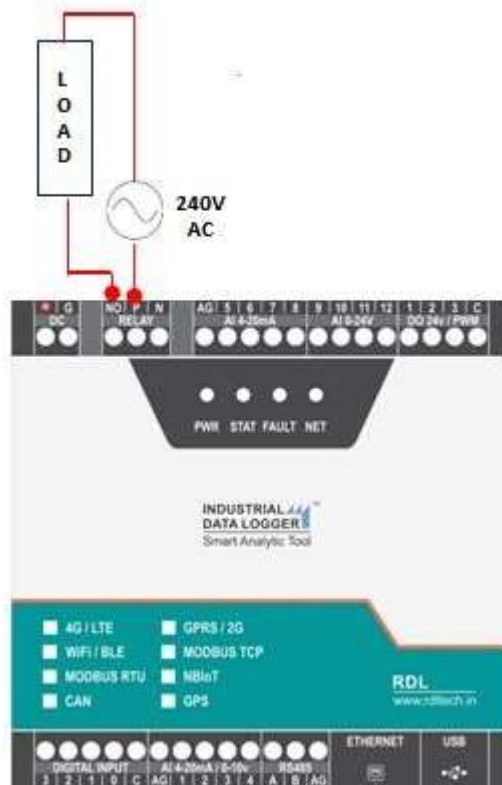 L
O
A
D
240V
AC
+ G NO P N AG 5 6 7 8 9 10 11 12 1 2 3 C
DC RELAY AI 4-20mA AI 0-24V DO 24v / PWM
PWR STAT FAULT NET
INDUSTRIAL
DATA LOGGER
Smart Analytic Tool
4G / LTE GPRS / 2G
WiFi / BLE MODBUS TCP
MODBUS RTU NBIoT
CAN GPS
RDL
www.rdltech.in
ETHERNET USB
DIGITAL INPUT AI 4-20mA / 0-10v RS485
3 2 1 0 C AG 1 2 3 4 A B AG